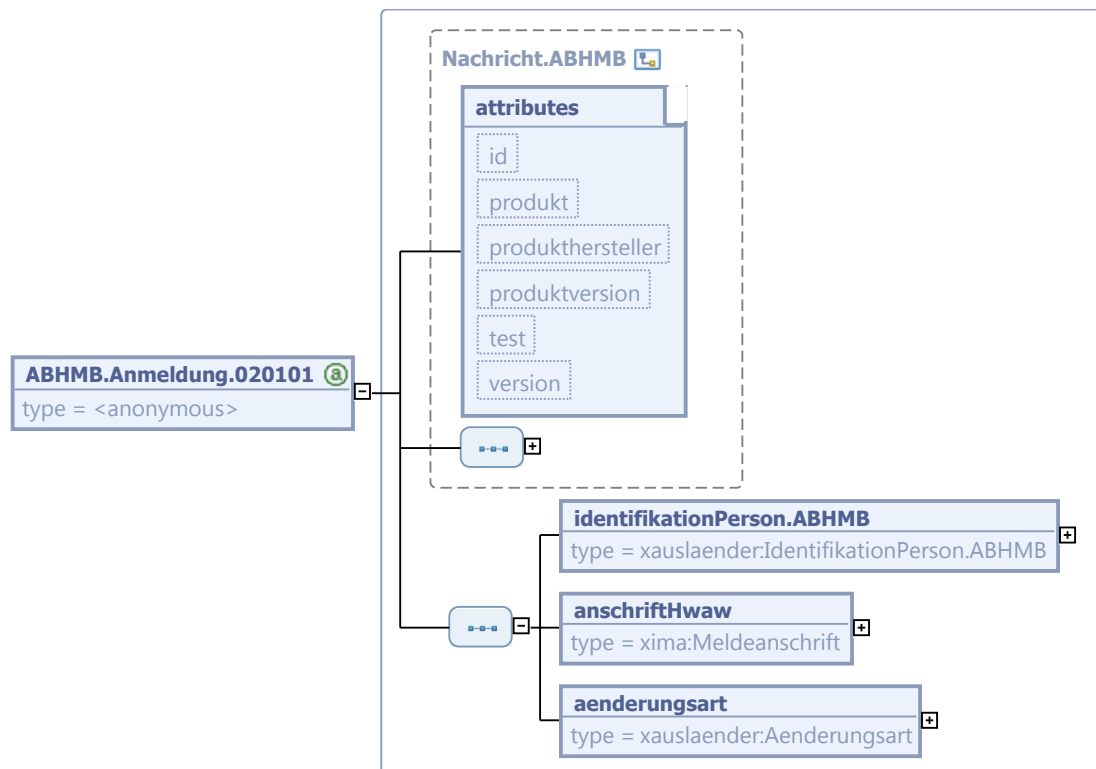 Nachricht.ABHMB
attributes
id
produkt
produkthersteller
produktversion
test
version
ABHMB.Anmeldung.020101 a
type = <anonymous>
identifikationPerson.ABHMB
type = xauslaender:IdentifikationPerson.ABHMB
anschriftHwaw
type = xima:Meldeanschrift
aenderungsart
type = xauslaender:Aenderungsart